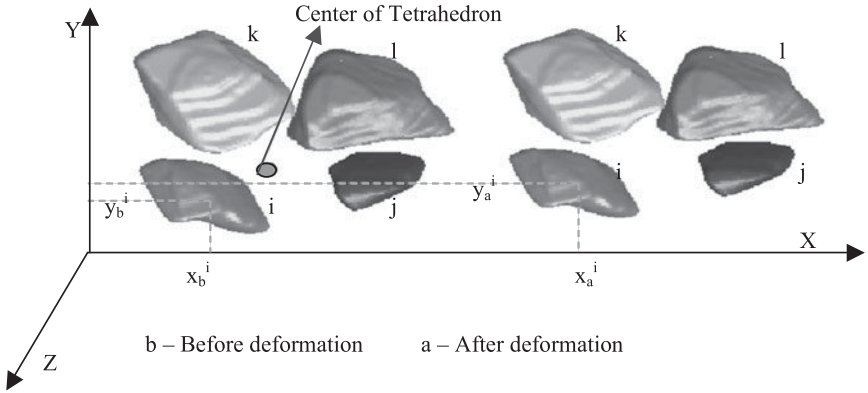 Center of Tetrahedron
Y
k
l
k
l
i
j
i
j
y_b^i
y_a^i
X
x_b^i
x_a^i
b – Before deformation
a – After deformation
Z